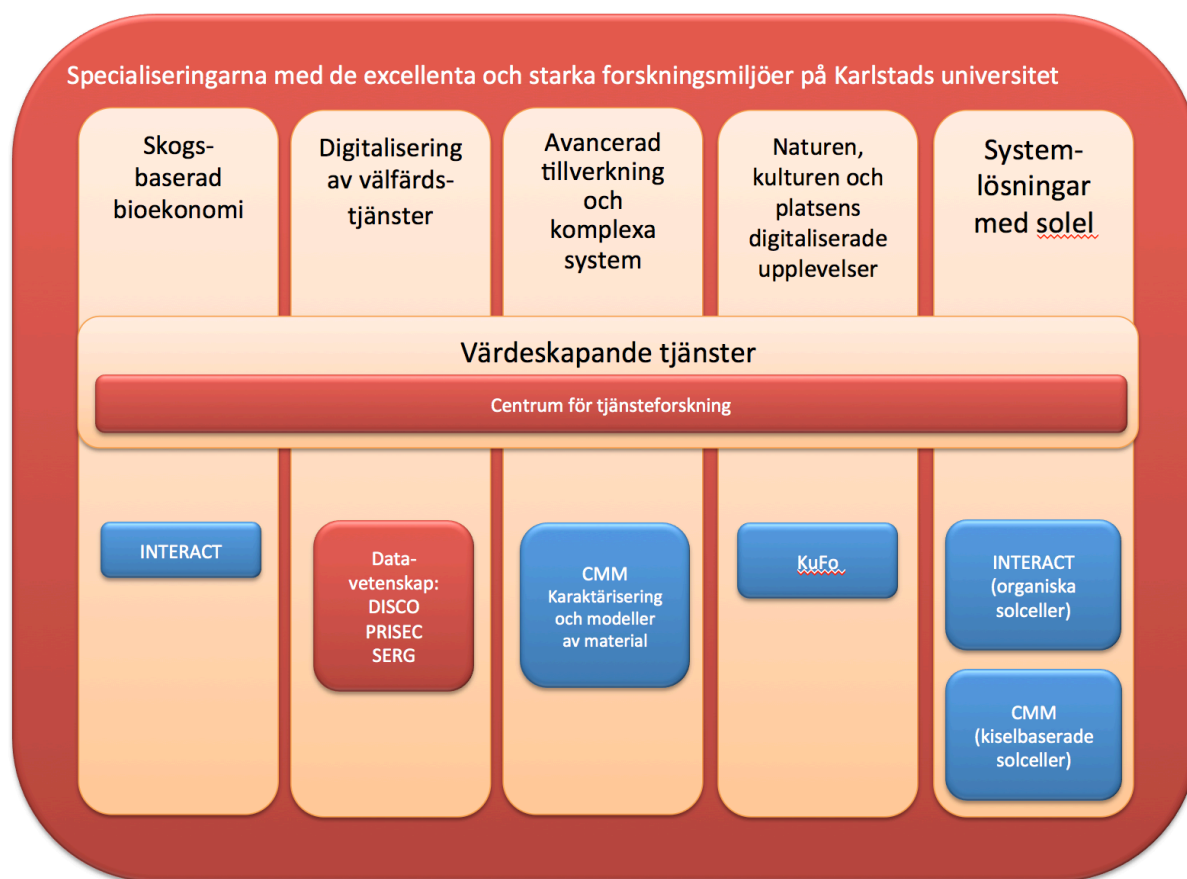 Specialiseringarna med de excellenta och starka forskningsmiljöer på Karlstads universitet
Skogs-
baserad
bioekonomi
Digitalisering
av välfärds-
tjänster
Avancerad
tillverkning
och
komplexa
system
Naturen,
kulturen och
platsens
digitaliserade
upplevelser
System-
lösningar
med solel
Värdeskapande tjänster
Centrum för tjänsteforskning
INTERACT
Data-
vetenskap:
DISCO
PRISEC
SERG
CMM
Karaktärisering
och modeller
av material
KuFo
INTERACT
(organiska
solceller)
CMM
(kiselbaserade
solceller)